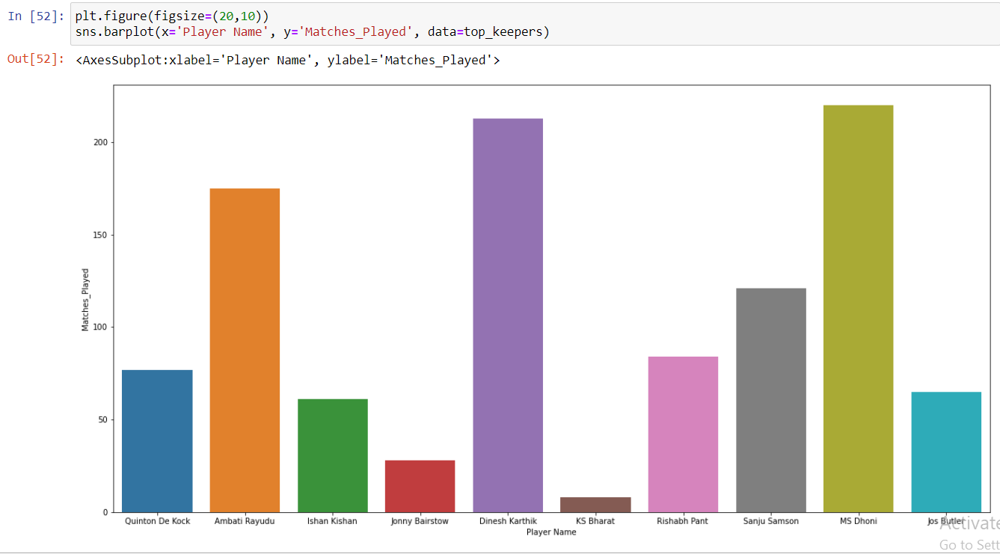 In [52]: plt.figure(figsize=(20,10))
sns.barplot(x='Player Name', y='Matches_Played', data=top_keepers)
Out[52]: <AxesSubplot:xlabel='Player Name', ylabel='Matches_Played'>
200
150
100
50
0
Matches_Played
Quinton De Kock Ambati Rayudu Ishan Kishan Jonny Bairstow Dinesh Karthik KS Bharat Rishabh Pant Sanju Samson MS Dhoni Jos Butler
Player Name
Activate
Go to Sett